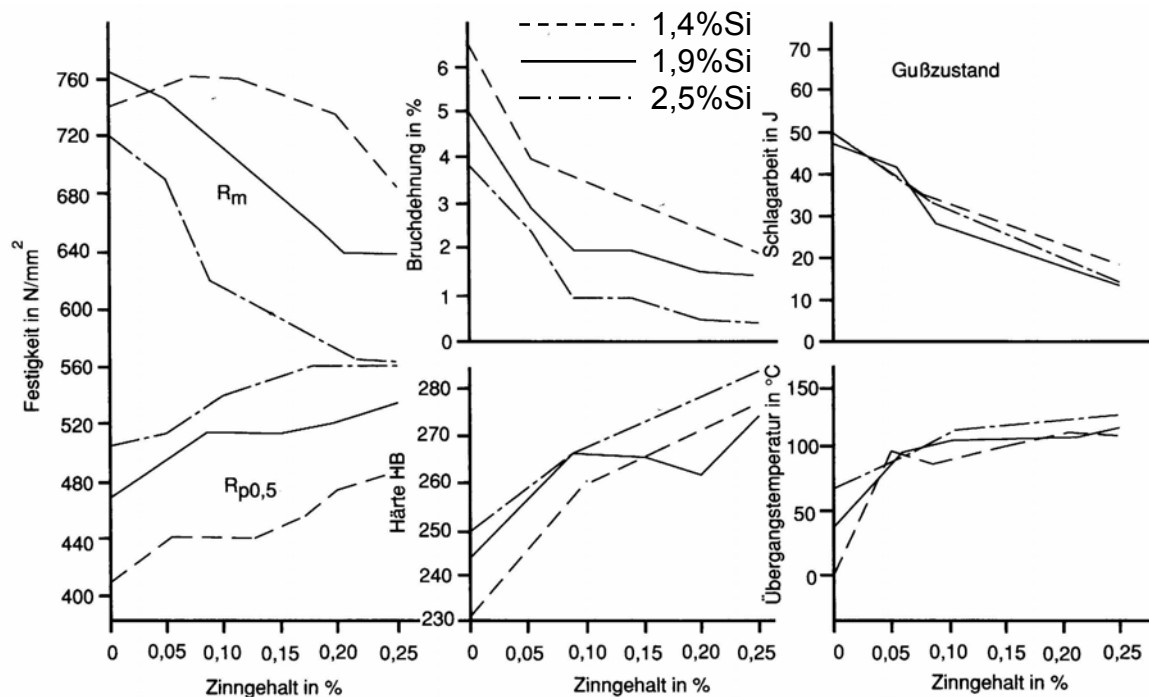 1,4%Si
1,9%Si
2,5%Si
Festigkeit in N/mm²
760
720
680
640
600
560
520
480
440
400
Rm
Rp0,5
0 0,05 0,10 0,15 0,20 0,25
Zinngehalt in %
Bruchdehnung in %
6
5
4
3
2
1
0
Härte HB
280
270
260
250
240
230
0 0,05 0,10 0,15 0,20 0,25
Zinngehalt in %
Gußzustand
Schlagarbeit in J
70
60
50
40
30
20
10
0
Übergangstemperatur in °C
150
100
50
0
0 0,05 0,10 0,15 0,20 0,25
Zinngehalt in %